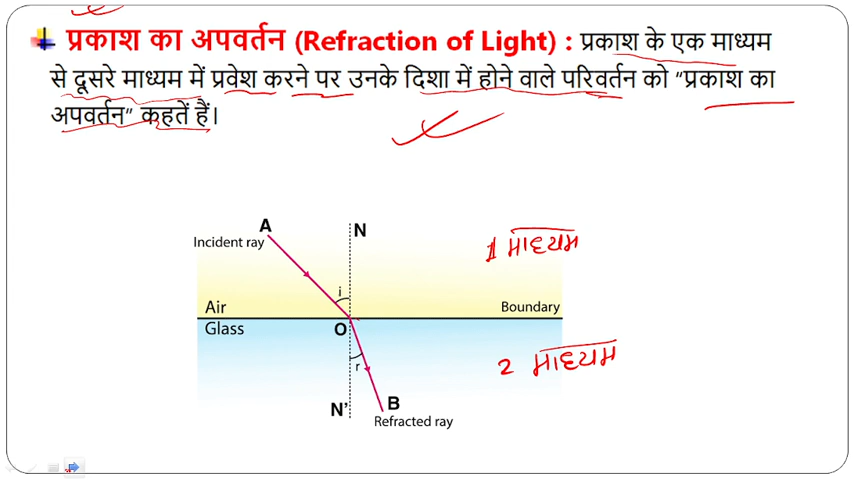 प्रकाश का अपवर्तन (Refraction of Light) : प्रकाश के एक माध्यम
से दूसरे माध्यम में प्रवेश करने पर उनके दिशा में होने वाले परिवर्तन को “प्रकाश का
अपवर्तन” कहतें हैं।
A
N
Incident ray
1 माध्यम
i
Air
Boundary
Glass
O
2 माध्यम
r
N’
B
Refracted ray